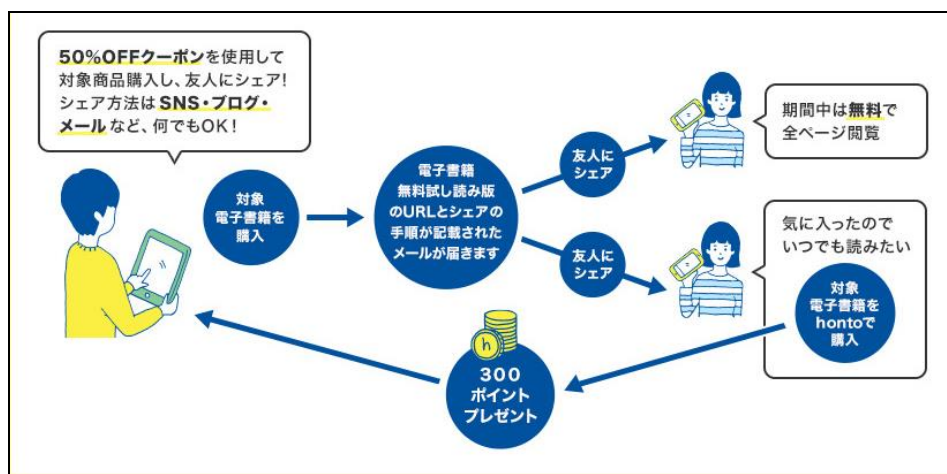 50%OFFクーポンを使用して
対象商品購入し、友人にシェア!
シェア方法はSNS・ブログ・
メールなど、何でもOK!
対象
電子書籍を
購入
電子書籍
無料試し読み版
のURLとシェアの
手順が記載された
メールが届きます
友人に
シェア
期間中は無料で
全ページ閲覧
友人に
シェア
気に入ったので
いつでも読みたい
対象
電子書籍を
hontoで
購入
h
300
ポイント
プレゼント